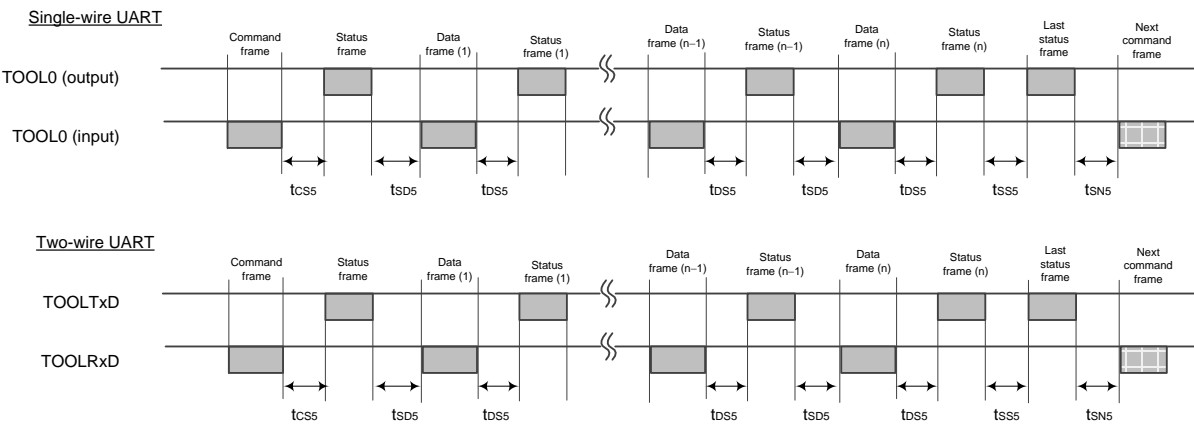 Single-wire UART
Command
frame
Status
frame
Data
frame (1)
Status
frame (1)
Data
frame (n−1)
Status
frame (n−1)
Data
frame (n)
Status
frame (n)
Last
status
frame
Next
command
frame
TOOL0 (output)
TOOL0 (input)
tCS5
tSD5
tDS5
tDS5
tSD5
tDS5
tSS5
tSN5
Two-wire UART
Command
frame
Status
frame
Data
frame (1)
Status
frame (1)
Data
frame (n−1)
Status
frame (n−1)
Data
frame (n)
Status
frame (n)
Last
status
frame
Next
command
frame
TOOLTxD
TOOLRxD
tCS5
tSD5
tDS5
tDS5
tSD5
tDS5
tSS5
tSN5